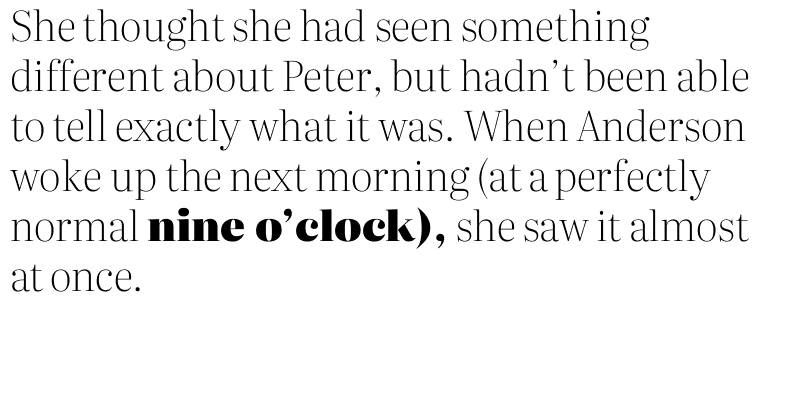 She thought she had seen something
different about Peter, but hadn’t been able
to tell exactly what it was. When Anderson
woke up the next morning (at a perfectly
normal nine o’clock), she saw it almost
at once.